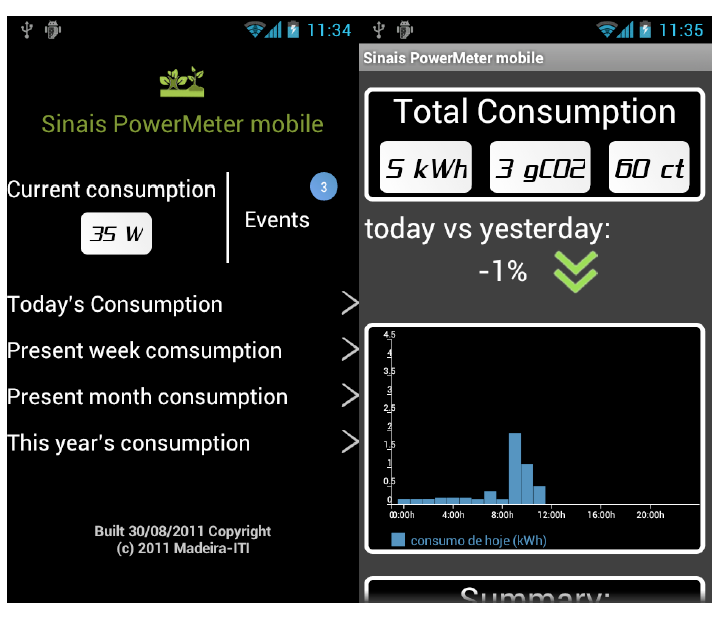 11:34
Sinais PowerMeter mobile
Current consumption
35 W
3
Events
Today's Consumption
Present week comsumption
Present month consumption
This year's consumption
Built 30/08/2011 Copyright
(c) 2011 Madeira-ITI
11:35
Sinais PowerMeter mobile
Total Consumption
5 kWh 3 gCO2 60 ct
today vs yesterday:
-1%
4.5
4
3.5
3
2.5
2
1.5
1
0.5
0
0:00h 4:00h 8:00h 12:00h 16:00h 20:00h
consumo de hoje (kWh)
Summary: